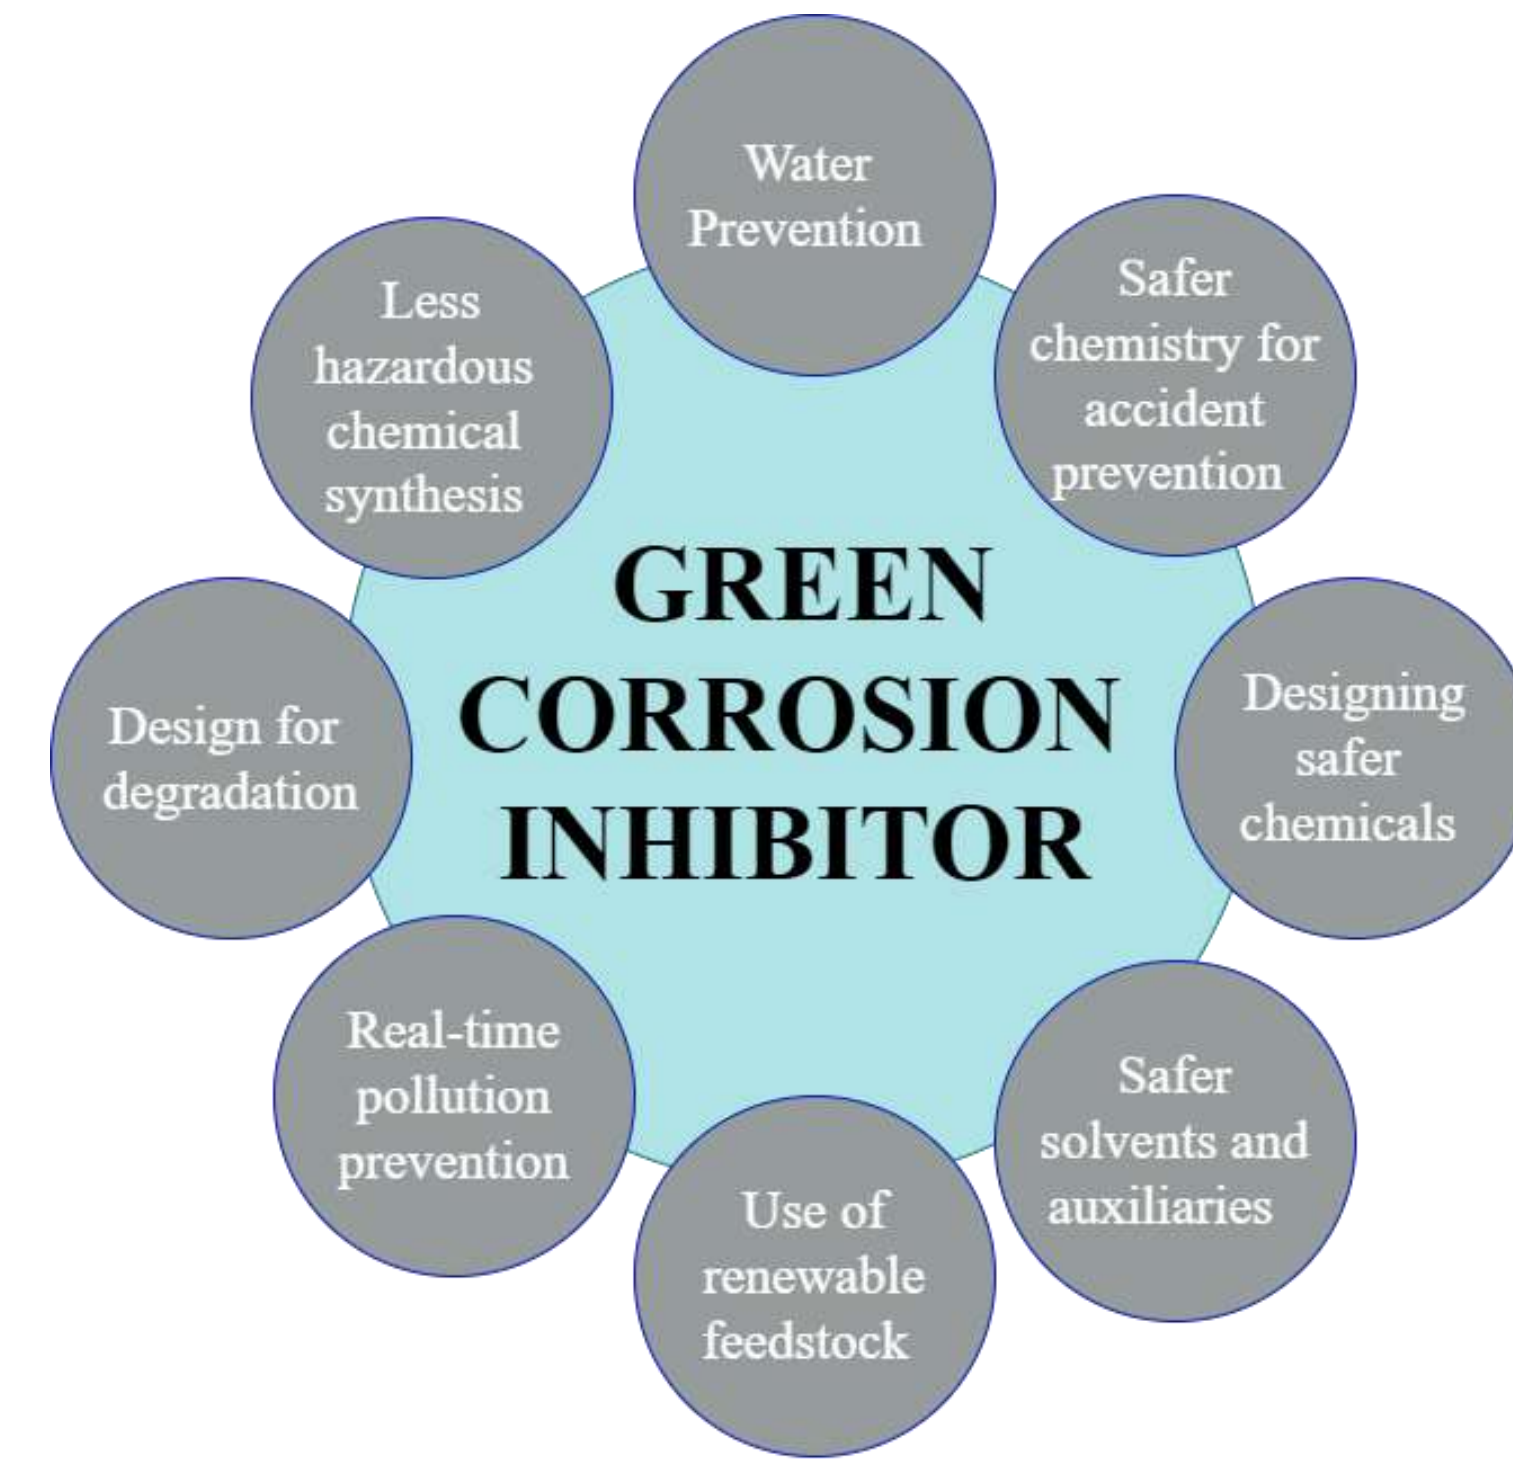 Water
Prevention
Safer
chemistry for
accident
prevention
Designing
safer
chemicals
Safer
solvents and
auxiliaries
Use of
renewable
feedstock
Real-time
pollution
prevention
Design for
degradation
Less
hazardous
chemical
synthesis
GREEN
CORROSION
INHIBITOR